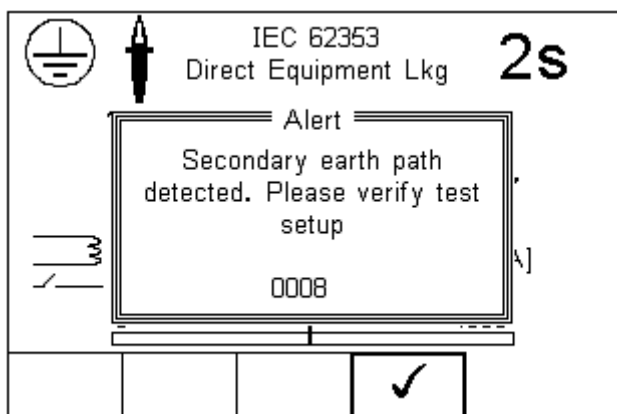 IEC 62353
Direct Equipment Lkg
2s
Alert
Secondary earth path
detected. Please verify test
setup
0008